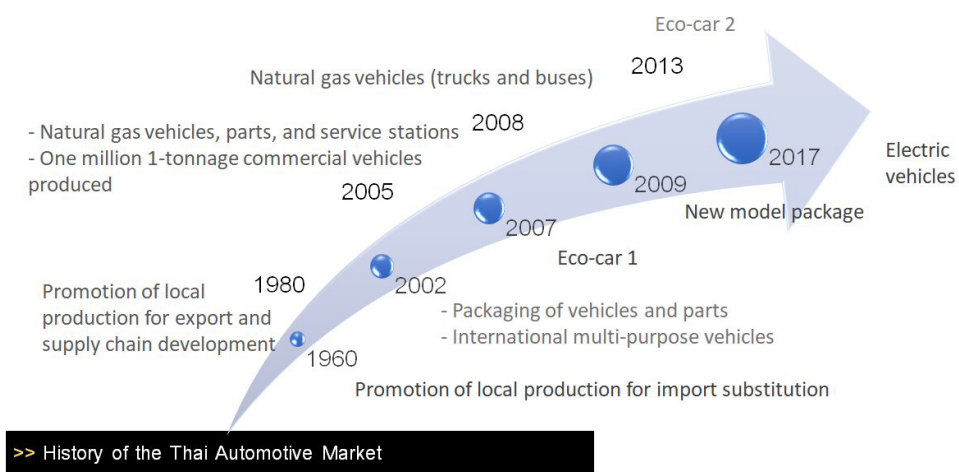 Eco-car 2
2013
Natural gas vehicles (trucks and buses)
2008
- Natural gas vehicles, parts, and service stations
- One million 1-tonnage commercial vehicles
produced
2005
2017
Electric
vehicles
2009
New model package
2007
Eco-car 1
1980
Promotion of local
production for export and
supply chain development
2002
- Packaging of vehicles and parts
- International multi-purpose vehicles
1960
Promotion of local production for import substitution
>> History of the Thai Automotive Market